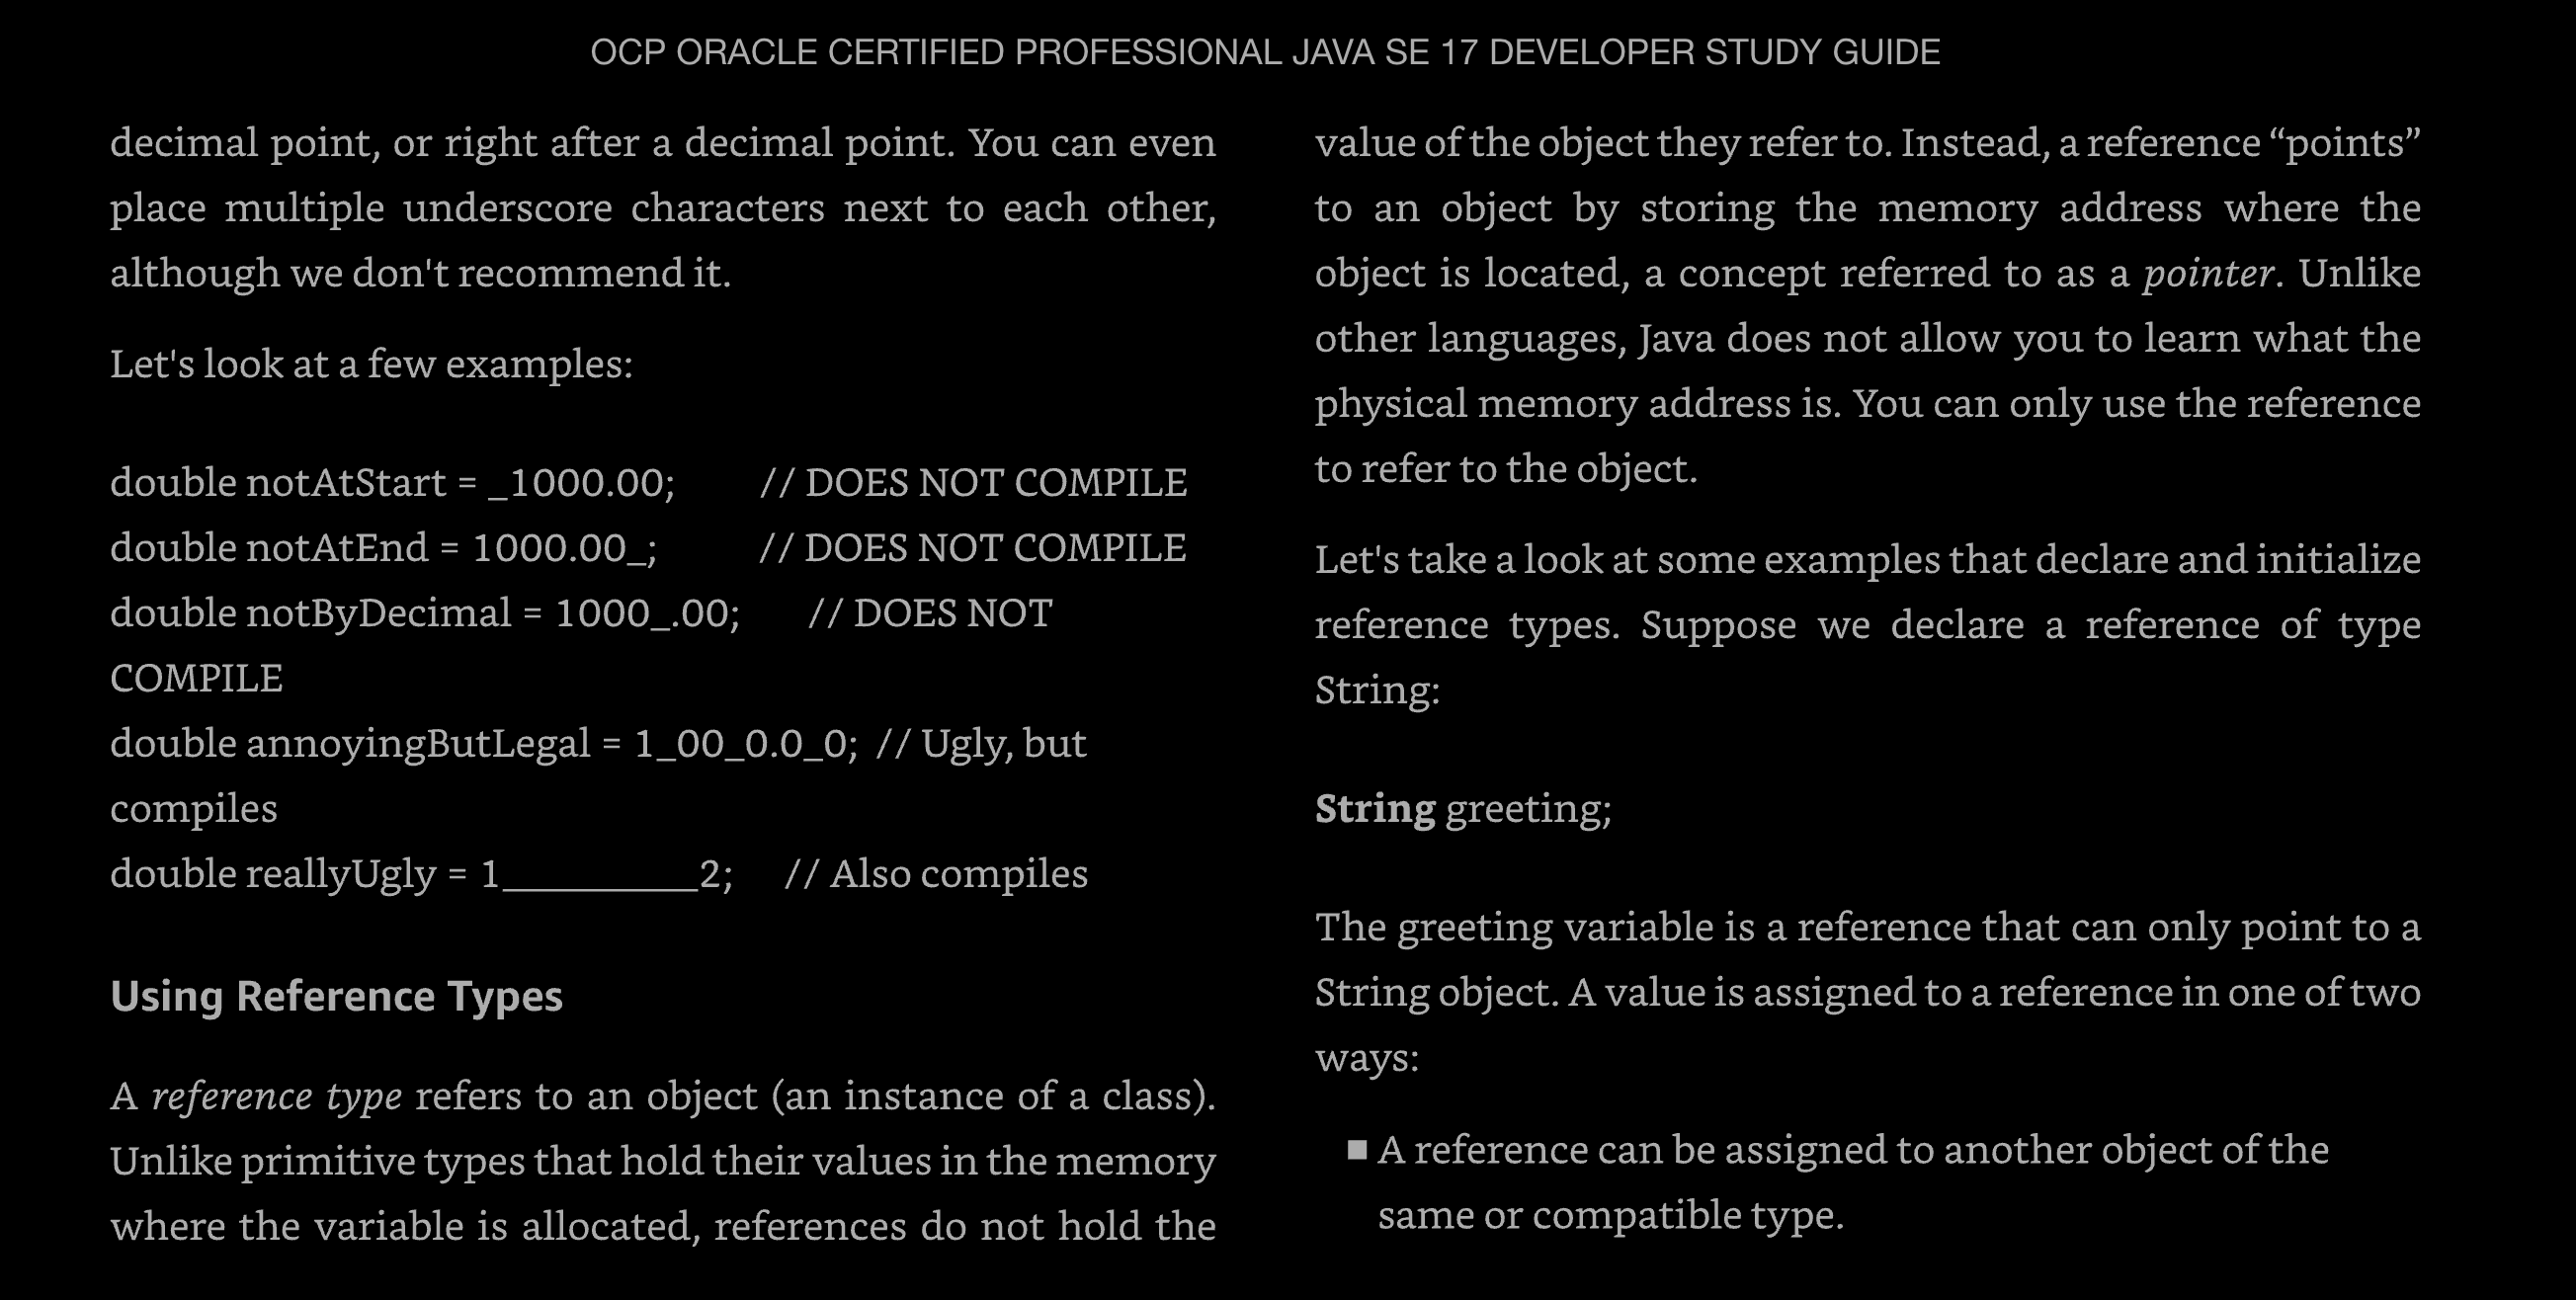 OCP ORACLE CERTIFIED PROFESSIONAL JAVA SE 17 DEVELOPER STUDY GUIDE
decimal point, or right after a decimal point. You can even
place multiple underscore characters next to each other,
although we don't recommend it.
Let's look at a few examples:
double notAtStart = _1000.00; // DOES NOT COMPILE
double notAtEnd = 1000.00_; // DOES NOT COMPILE
double notByDecimal = 1000_.00; // DOES NOT
COMPILE
double annoyingButLegal = 1_00_0.0_0; // Ugly, but
compiles
double reallyUgly = 1__________2; // Also compiles
Using Reference Types
A reference type refers to an object (an instance of a class).
Unlike primitive types that hold their values in the memory
where the variable is allocated, references do not hold the
value of the object they refer to. Instead, a reference “points”
to an object by storing the memory address where the
object is located, a concept referred to as a pointer. Unlike
other languages, Java does not allow you to learn what the
physical memory address is. You can only use the reference
to refer to the object.
Let's take a look at some examples that declare and initialize
reference types. Suppose we declare a reference of type
String:
String greeting;
The greeting variable is a reference that can only point to a
String object. A value is assigned to a reference in one of two
ways:
■ A reference can be assigned to another object of the
same or compatible type.